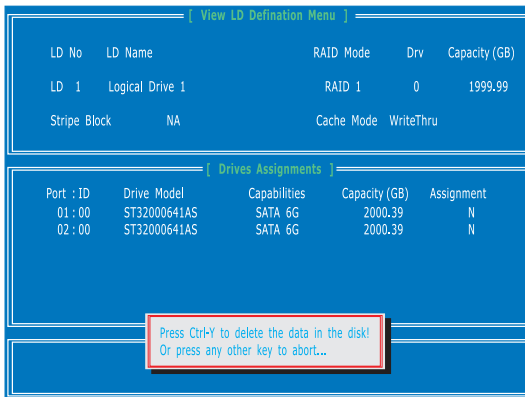 [ View LD Defination Menu ]
LD No LD Name RAID Mode Drv Capacity (GB)
LD 1 Logical Drive 1 RAID 1 0 1999.99
Stripe Block NA Cache Mode WriteThru
[ Drives Assignments ]
Port : ID Drive Model Capabilities Capacity (GB) Assignment
01 : 00 ST32000641AS SATA 6G 2000.39 N
02 : 00 ST32000641AS SATA 6G 2000.39 N
Press Ctrl-Y to delete the data in the disk!
Or press any other key to abort...